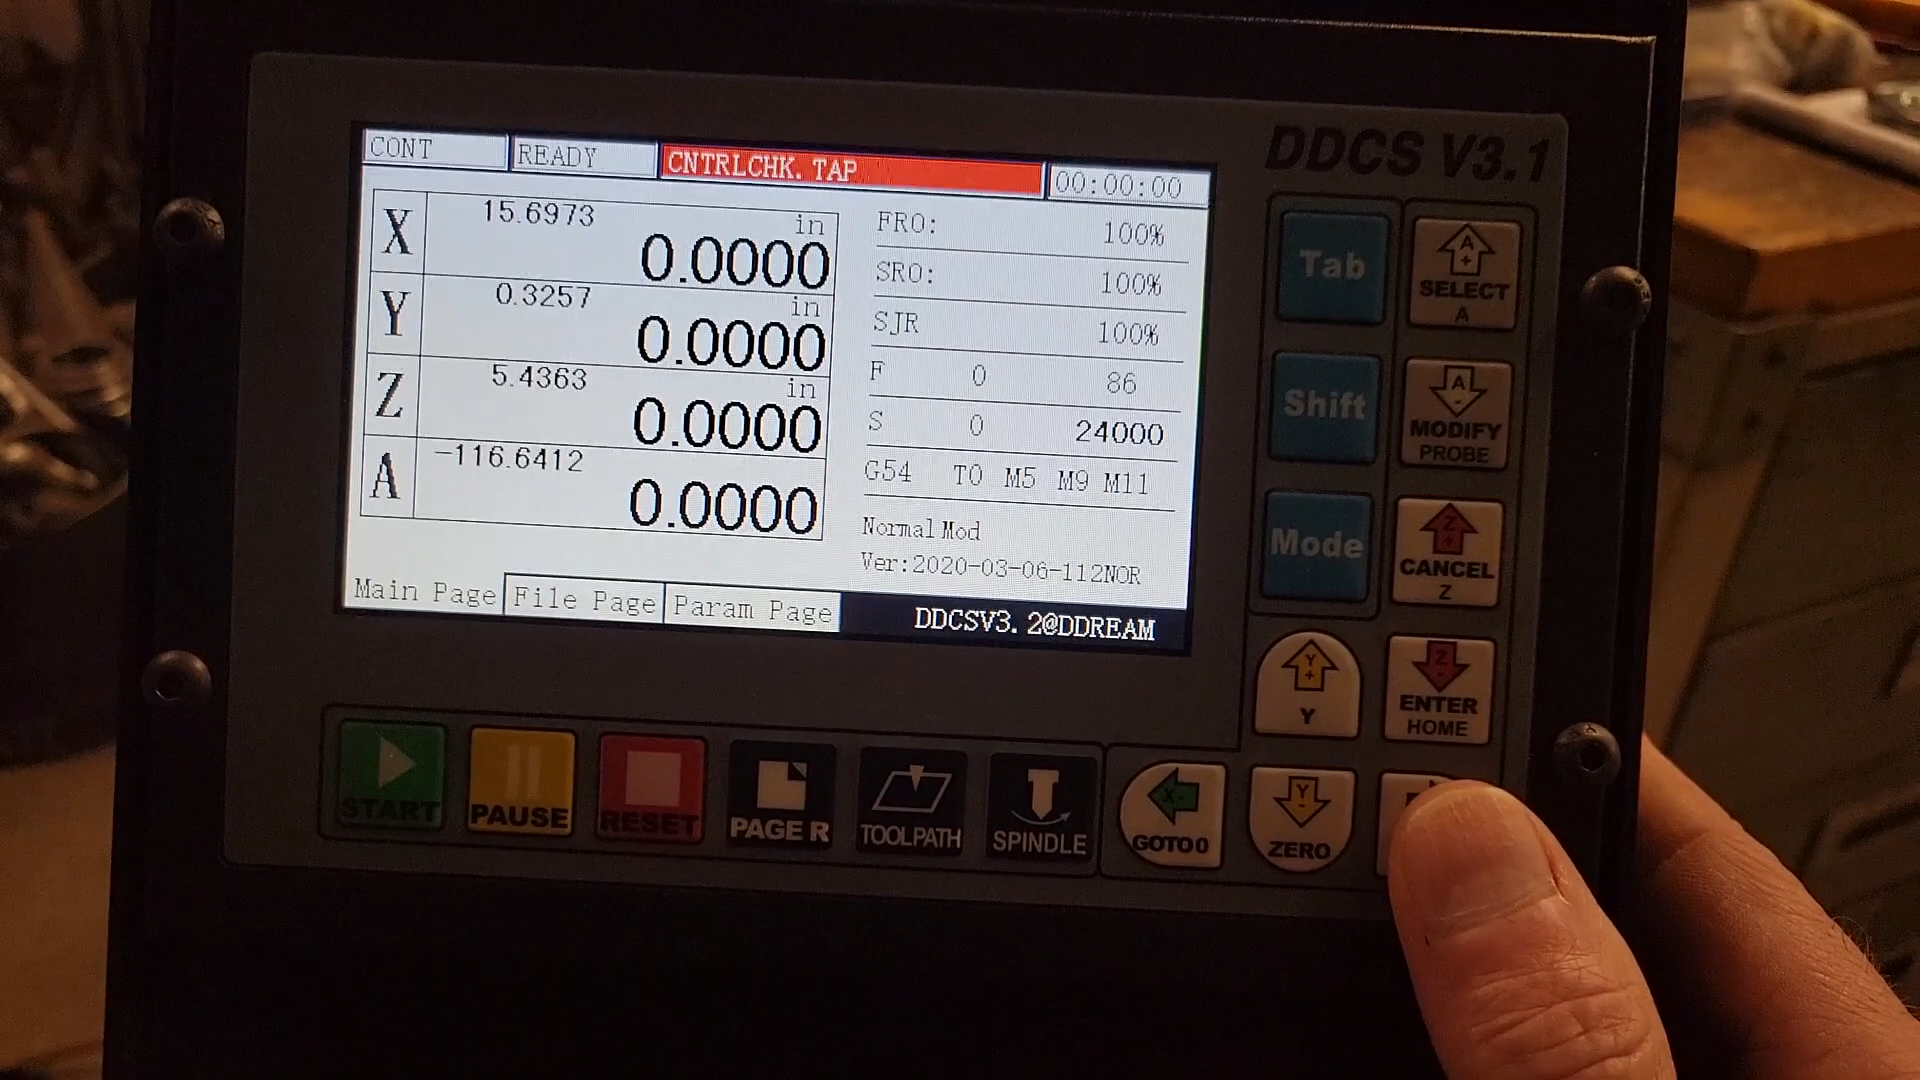 DDCS V3.1
CONT READY CNTRLCHK. TAP 00:00:00
X 15.6973 in 0.0000
Y 0.3257 in 0.0000
Z 5.4363 in 0.0000
A -116.6412 0.0000
FRO: 100%
SRO: 100%
SJR 100%
F 0 86
S 0 24000
G54 T0 M5 M9 M11
Normal Mod
Ver:2020-03-06-112NOR
Main Page File Page Param Page DDCSV3. 2@DDREAM
Tab
A +
SELECT
A
Shift
A -
MODIFY
PROBE
Mode
Z +
CANCEL
Z
Y +
Y
Z -
ENTER
HOME
START
PAUSE
RESET
PAGE R
TOOLPATH
SPINDLE
X-
GOTO0
Y -
ZERO